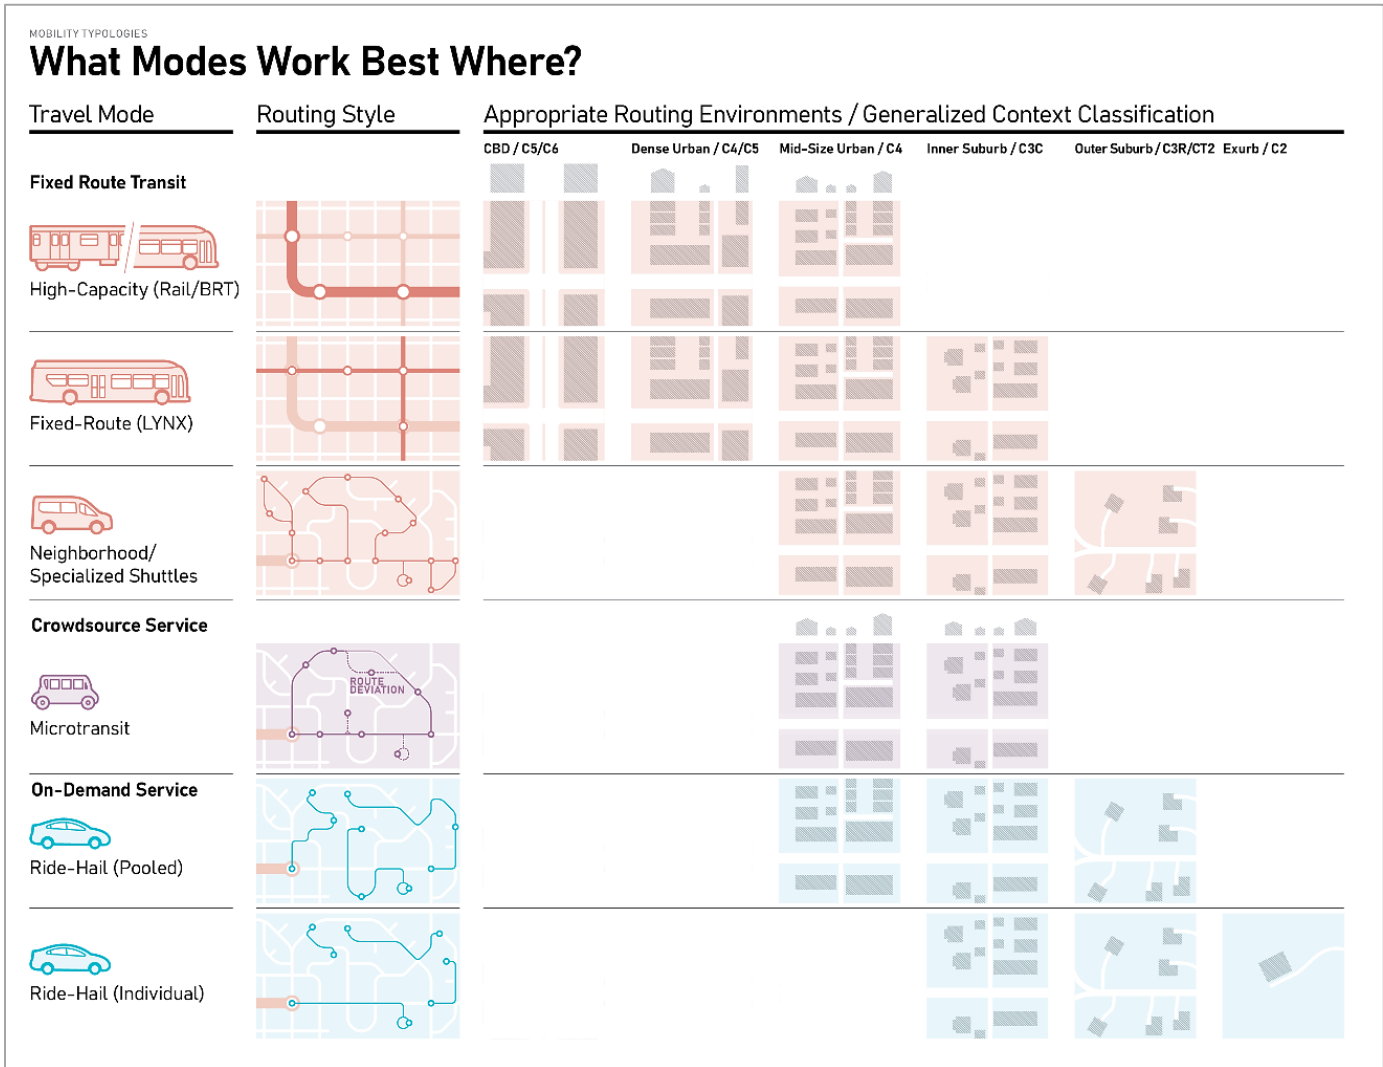 MOBILITY TYPOLOGIES
What Modes Work Best Where?
Travel Mode
Routing Style
Appropriate Routing Environments / Generalized Context Classification
CBD / C5/C6
Dense Urban / C4/C5
Mid-Size Urban / C4
Inner Suburb / C3C
Outer Suburb / C3R/CT2
Exurb / C2
Fixed Route Transit
High-Capacity (Rail/BRT)
Fixed-Route (LYNX)
Neighborhood/
Specialized Shuttles
Crowdsource Service
ROUTE
DEVIATION
Microtransit
On-Demand Service
Ride-Hail (Pooled)
Ride-Hail (Individual)